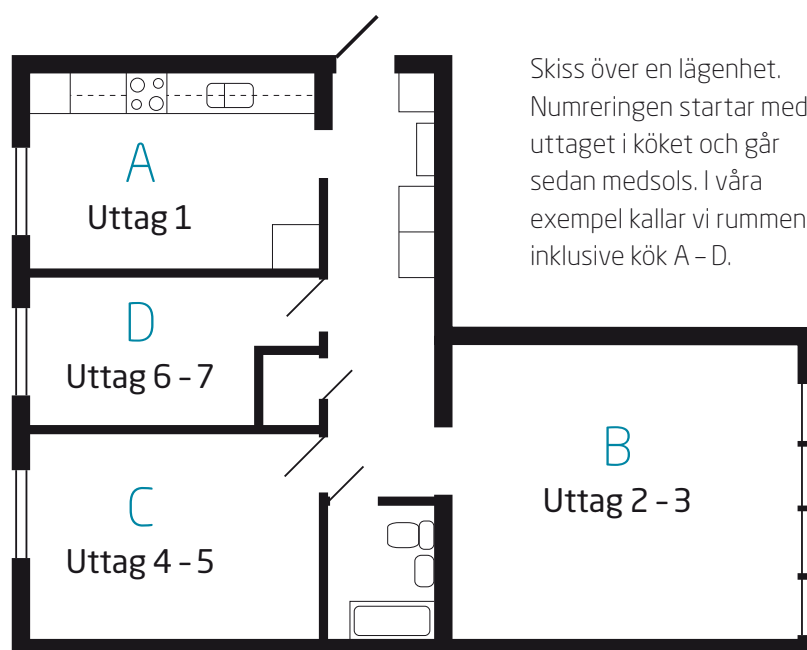 Skiss över en lägenhet.
Numreringen startar med
uttaget i köket och går
sedan medsols. I våra
exempel kallar vi rummen
inklusive kök A – D.
A
Uttag 1
D
Uttag 6 – 7
B
Uttag 2 – 3
C
Uttag 4 – 5